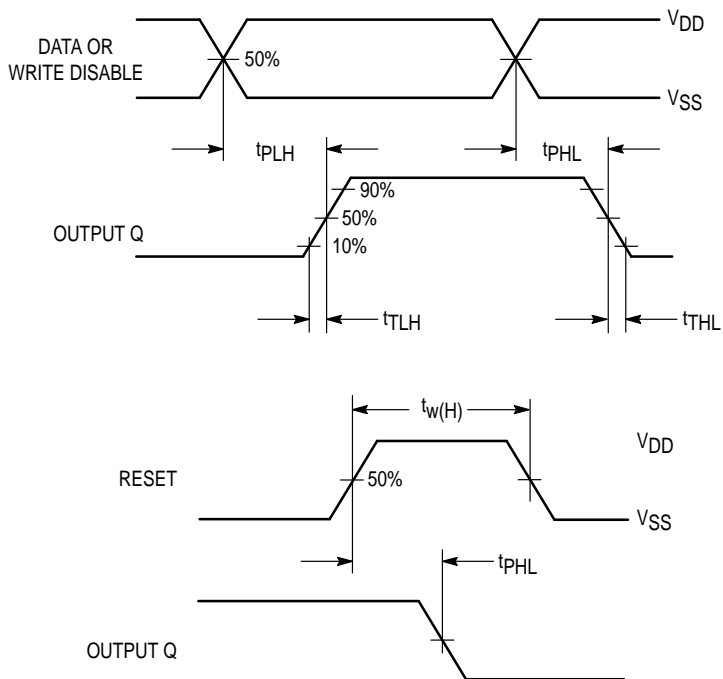 DATA OR
WRITE DISABLE
50%
VDD
VSS
tPLH
tPHL
OUTPUT Q
90%
50%
10%
tTLH
tTHL
tw(H)
RESET
50%
VDD
VSS
tPHL
OUTPUT Q